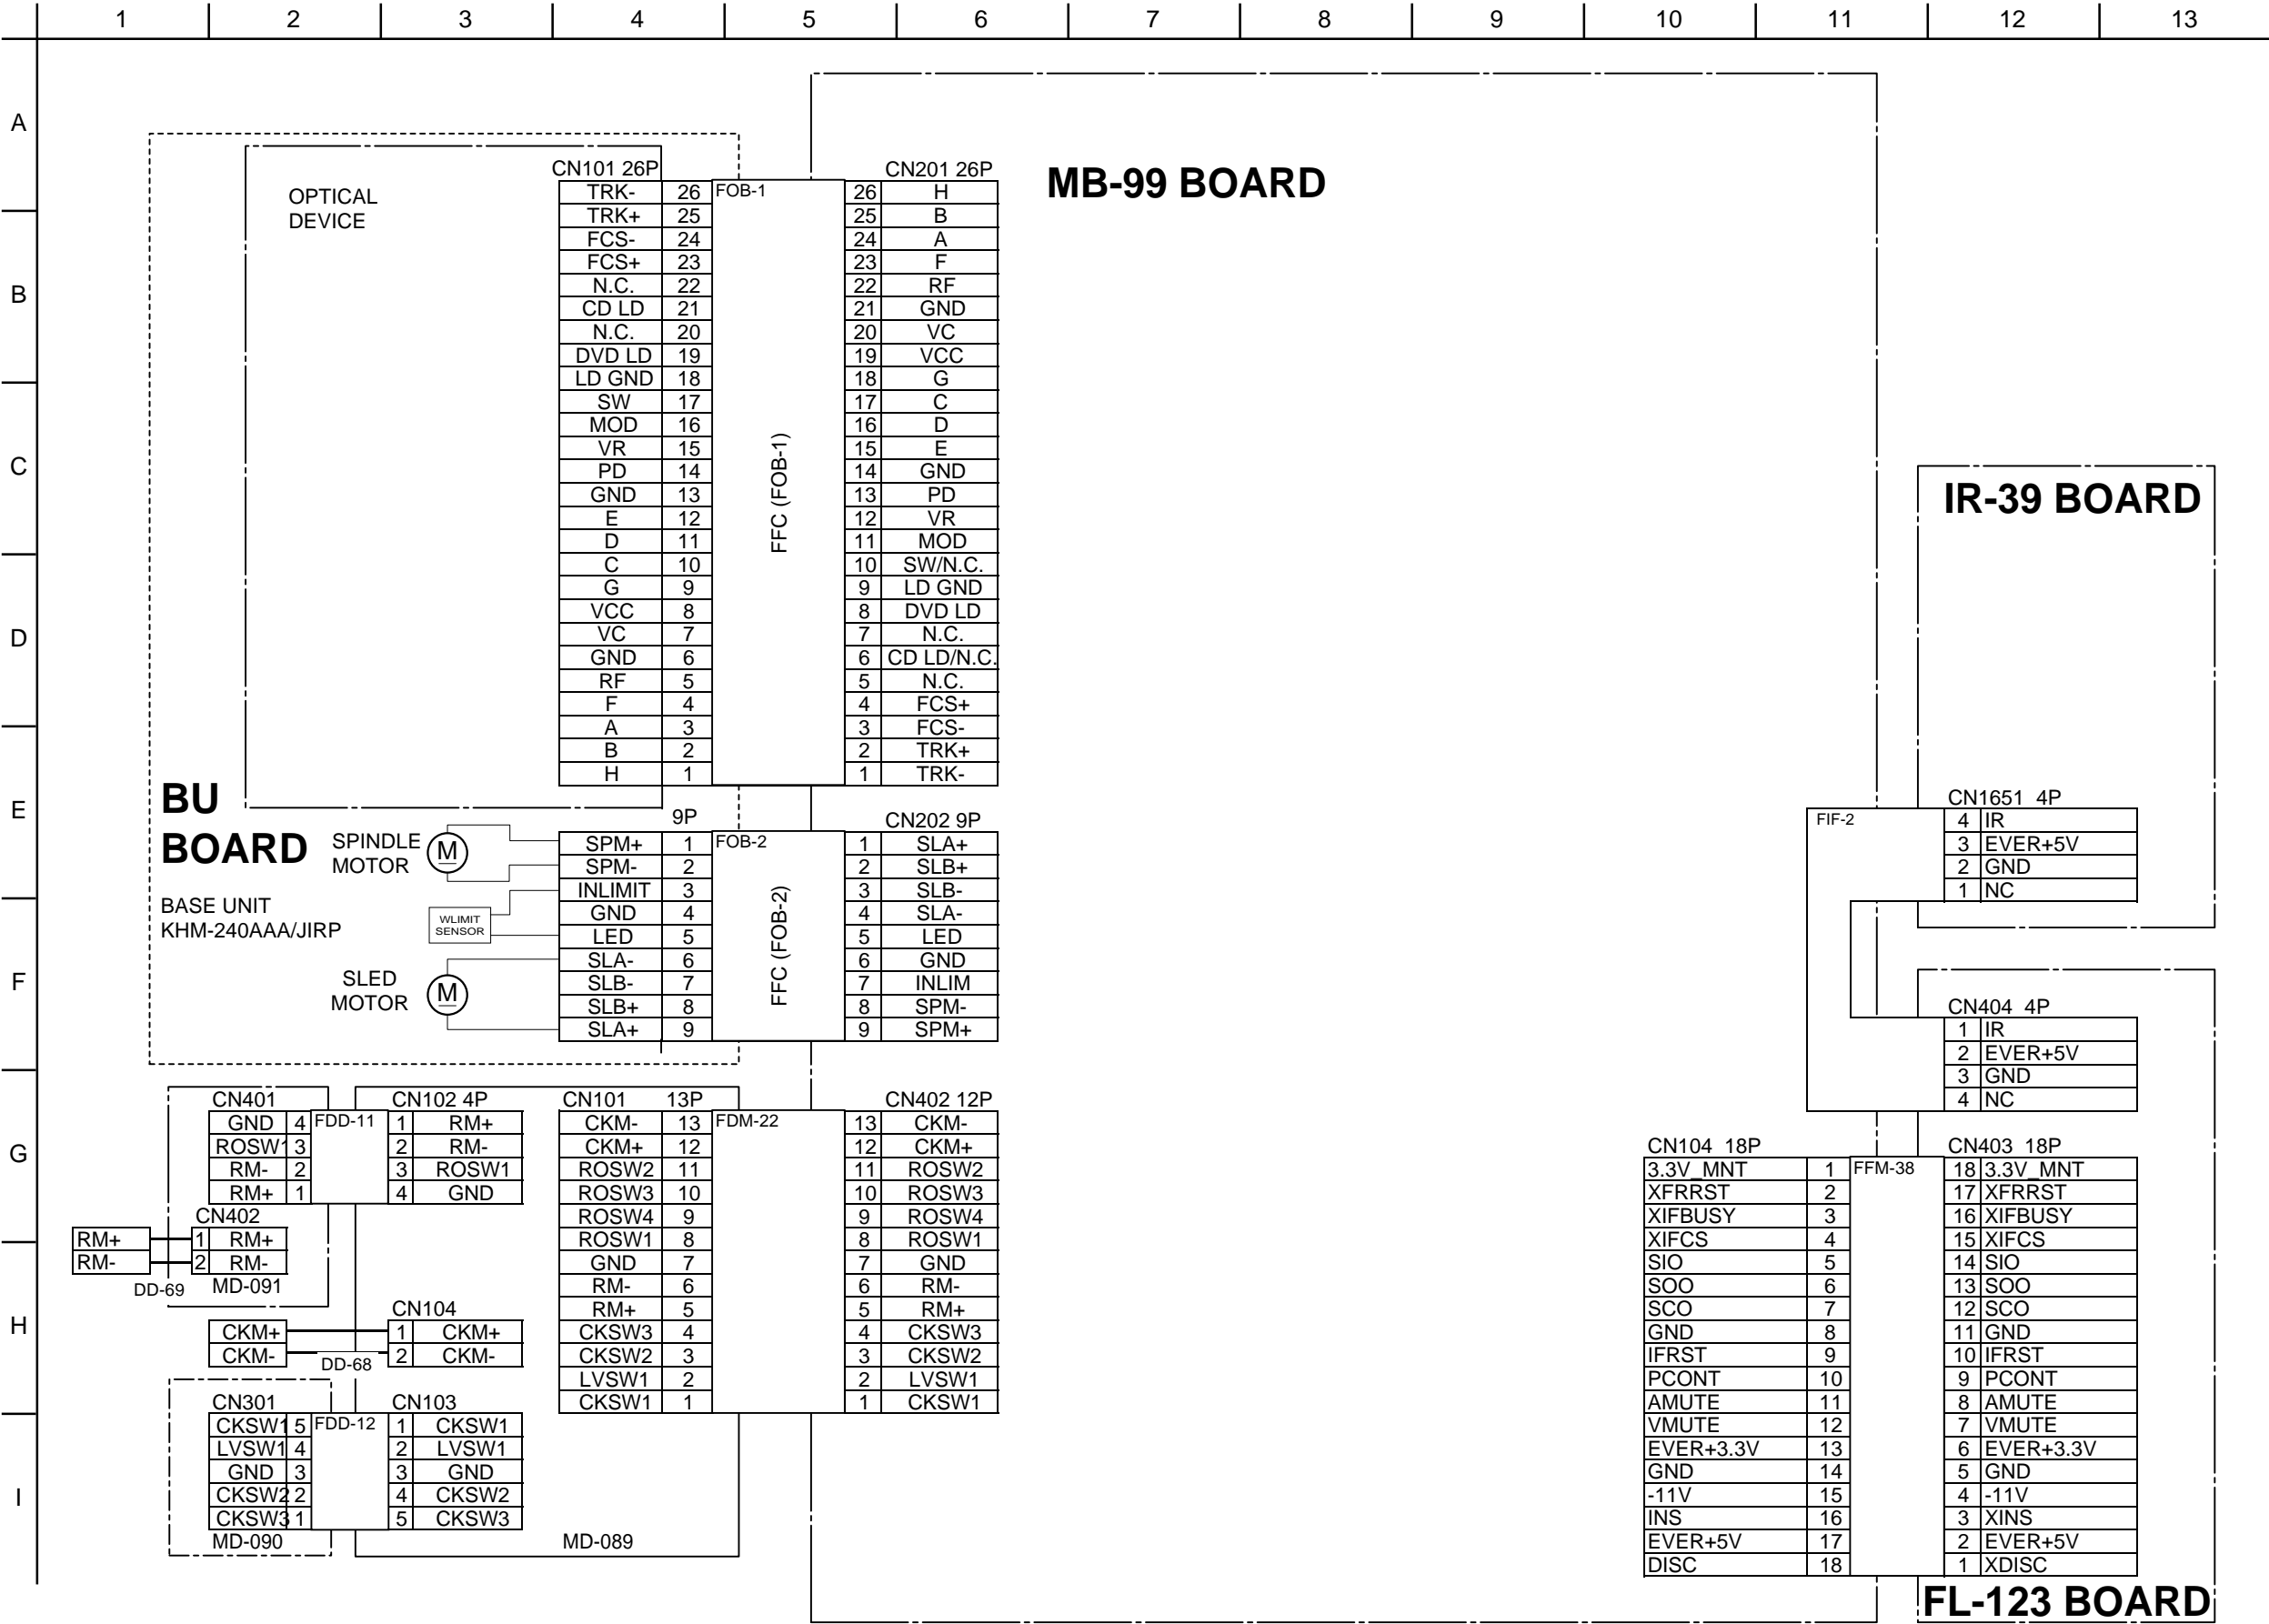 1 2 3 4 5 6 7 8 9 10 11 12 13
A
B
C
D
E
F
G
H
I
MB-99 BOARD
OPTICAL
DEVICE
CN101 26P
TRK- 26
TRK+ 25
FCS- 24
FCS+ 23
N.C. 22
CD LD 21
N.C. 20
DVD LD 19
LD GND 18
SW 17
MOD 16
VR 15
PD 14
GND 13
E 12
D 11
C 10
G 9
VCC 8
VC 7
GND 6
RF 5
F 4
A 3
B 2
H 1
FOB-1
FFC (FOB-1)
CN201 26P
26 H
25 B
24 A
23 F
22 RF
21 GND
20 VC
19 VCC
18 G
17 C
16 D
15 E
14 GND
13 PD
12 VR
11 MOD
10 SW/N.C.
9 LD GND
8 DVD LD
7 N.C.
6 CD LD/N.C.
5 N.C.
4 FCS+
3 FCS-
2 TRK+
1 TRK-
BU
BOARD
BASE UNIT
KHM-240AAA/JIRP
SPINDLE
MOTOR
M
WLIMIT
SENSOR
SLED
MOTOR
M
9P
SPM+ 1
SPM- 2
INLIMIT 3
GND 4
LED 5
SLA- 6
SLB- 7
SLB+ 8
SLA+ 9
FOB-2
FFC (FOB-2)
CN202 9P
1 SLA+
2 SLB+
3 SLB-
4 SLA-
5 LED
6 GND
7 INLIM
8 SPM-
9 SPM+
CN401
GND 4
ROSW1 3
RM- 2
RM+ 1
FDD-11
CN102 4P
1 RM+
2 RM-
3 ROSW1
4 GND
CN402
RM+ 1 RM+
RM- 2 RM-
DD-69
MD-091
CN104
CKM+ 1 CKM+
CKM- 2 CKM-
DD-68
CN301
CKSW1 5
LVSW1 4
GND 3
CKSW2 2
CKSW3 1
MD-090
FDD-12
CN103
1 CKSW1
2 LVSW1
3 GND
4 CKSW2
5 CKSW3
MD-089
CN101 13P
CKM- 13
CKM+ 12
ROSW2 11
ROSW3 10
ROSW4 9
ROSW1 8
GND 7
RM- 6
RM+ 5
CKSW3 4
CKSW2 3
LVSW1 2
CKSW1 1
FDM-22
CN402 12P
13 CKM-
12 CKM+
11 ROSW2
10 ROSW3
9 ROSW4
8 ROSW1
7 GND
6 RM-
5 RM+
4 CKSW3
3 CKSW2
2 LVSW1
1 CKSW1
IR-39 BOARD
FIF-2
CN1651 4P
4 IR
3 EVER+5V
2 GND
1 NC
CN404 4P
1 IR
2 EVER+5V
3 GND
4 NC
CN104 18P
3.3V_MNT 1
XFRRST 2
XIFBUSY 3
XIFCS 4
SIO 5
SOO 6
SCO 7
GND 8
IFRST 9
PCONT 10
AMUTE 11
VMUTE 12
EVER+3.3V 13
GND 14
-11V 15
INS 16
EVER+5V 17
DISC 18
FFM-38
CN403 18P
18 3.3V_MNT
17 XFRRST
16 XIFBUSY
15 XIFCS
14 SIO
13 SOO
12 SCO
11 GND
10 IFRST
9 PCONT
8 AMUTE
7 VMUTE
6 EVER+3.3V
5 GND
4 -11V
3 XINS
2 EVER+5V
1 XDISC
FL-123 BOARD